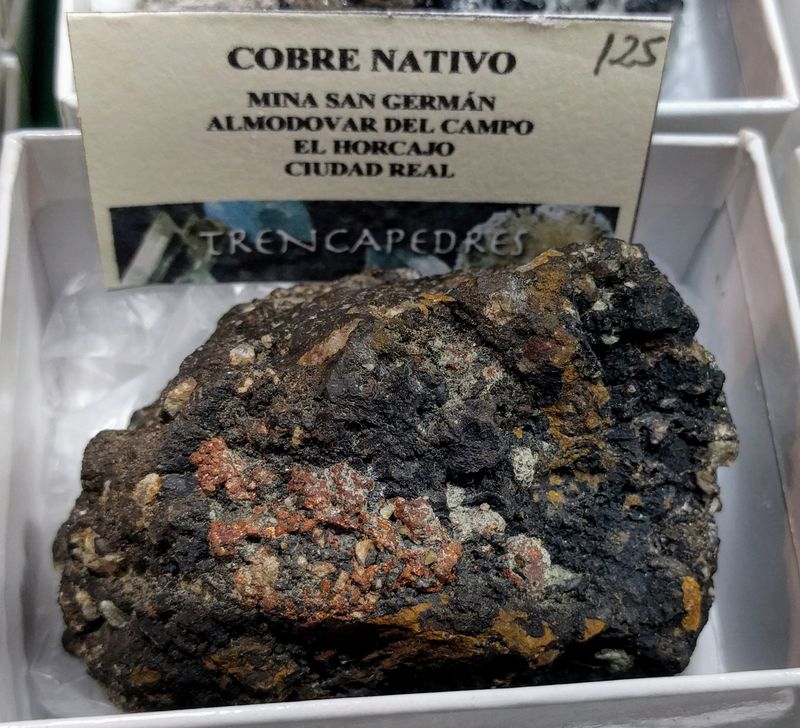 COBRE NATIVO
125
MINA SAN GERMÁN
ALMODOVAR DEL CAMPO
EL HORCAJO
CIUDAD REAL
TRENCAPEDRES